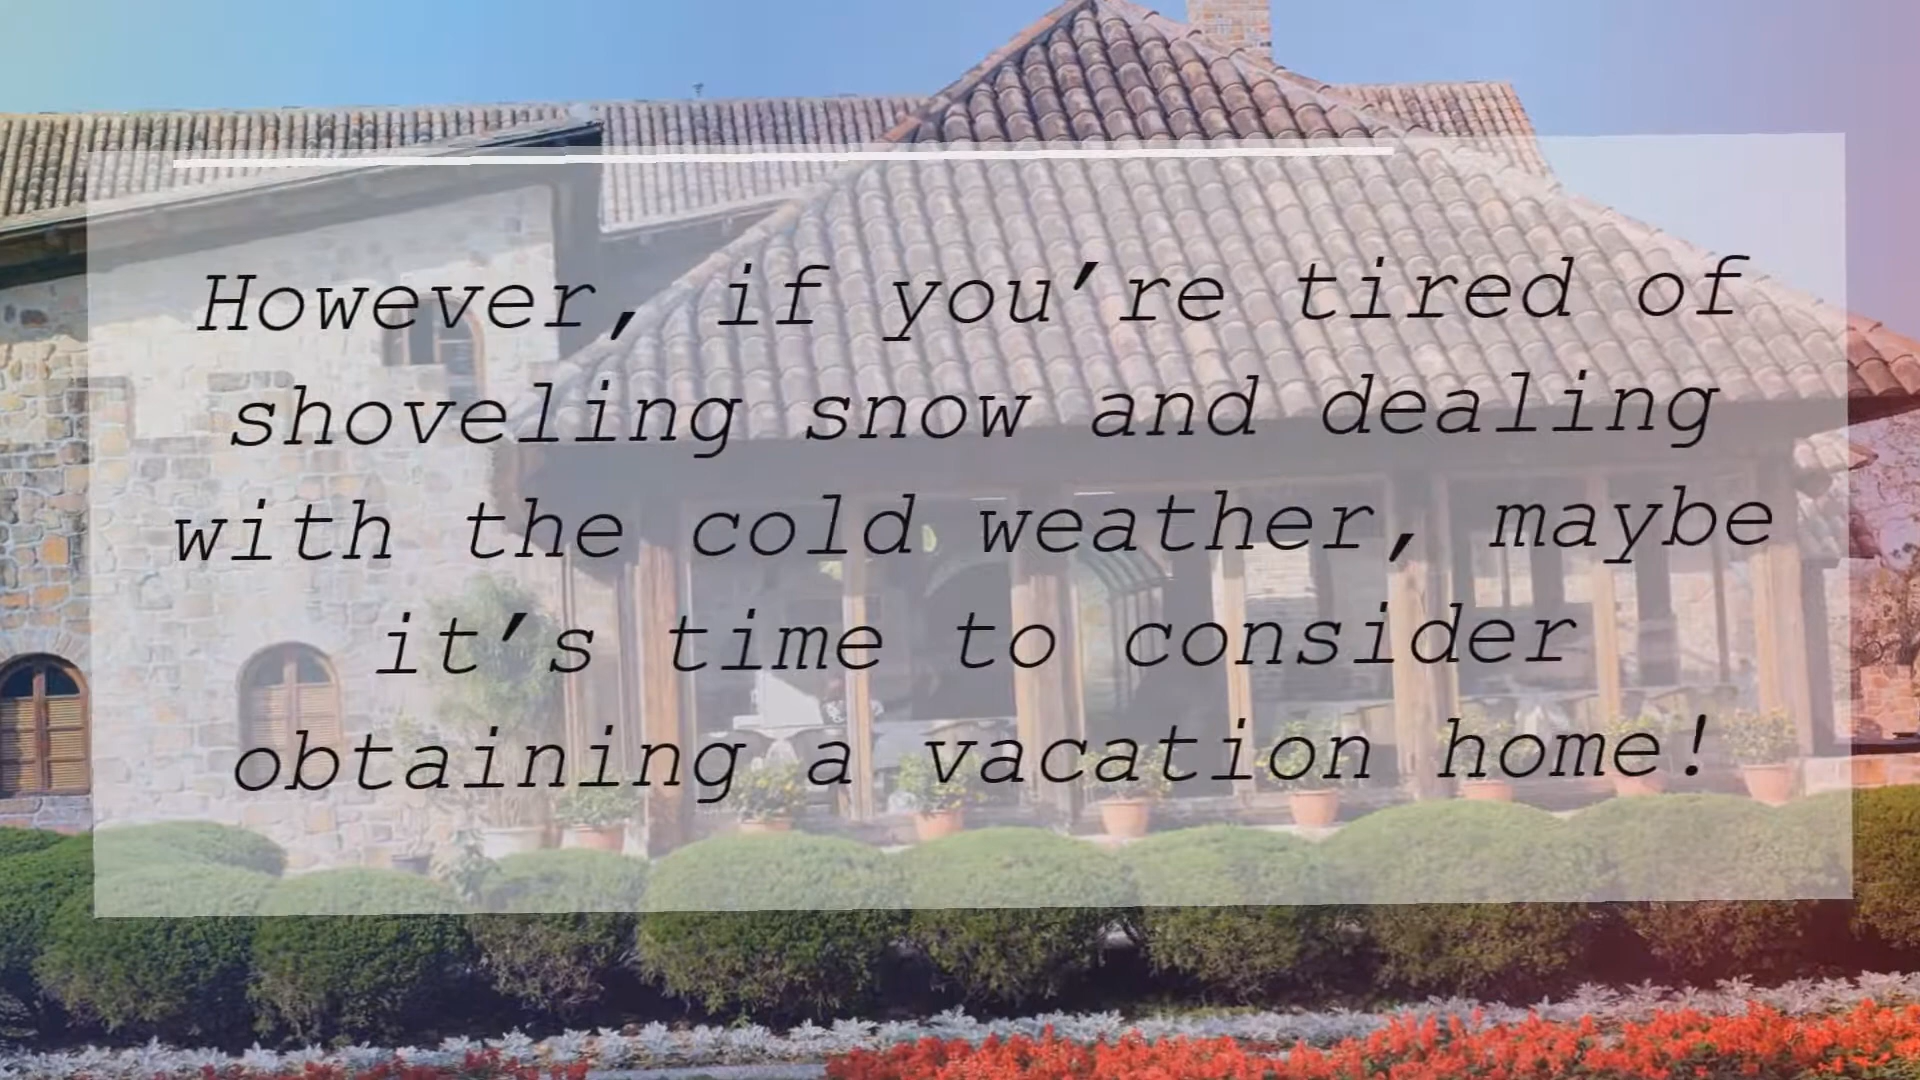 However, if you’re tired of
shoveling snow and dealing
with the cold weather, maybe
it’s time to consider
obtaining a vacation home!